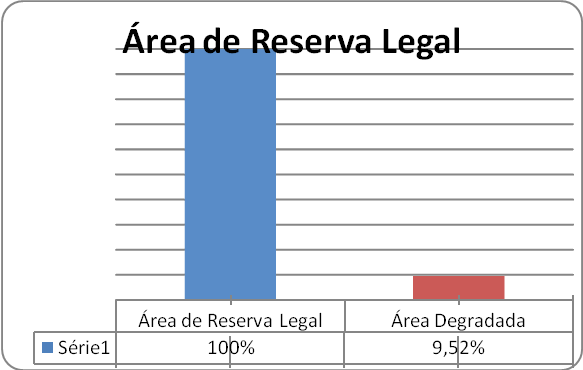 Área de Reserva Legal
Área de Reserva Legal Área Degradada
Série1 100% 9,52%